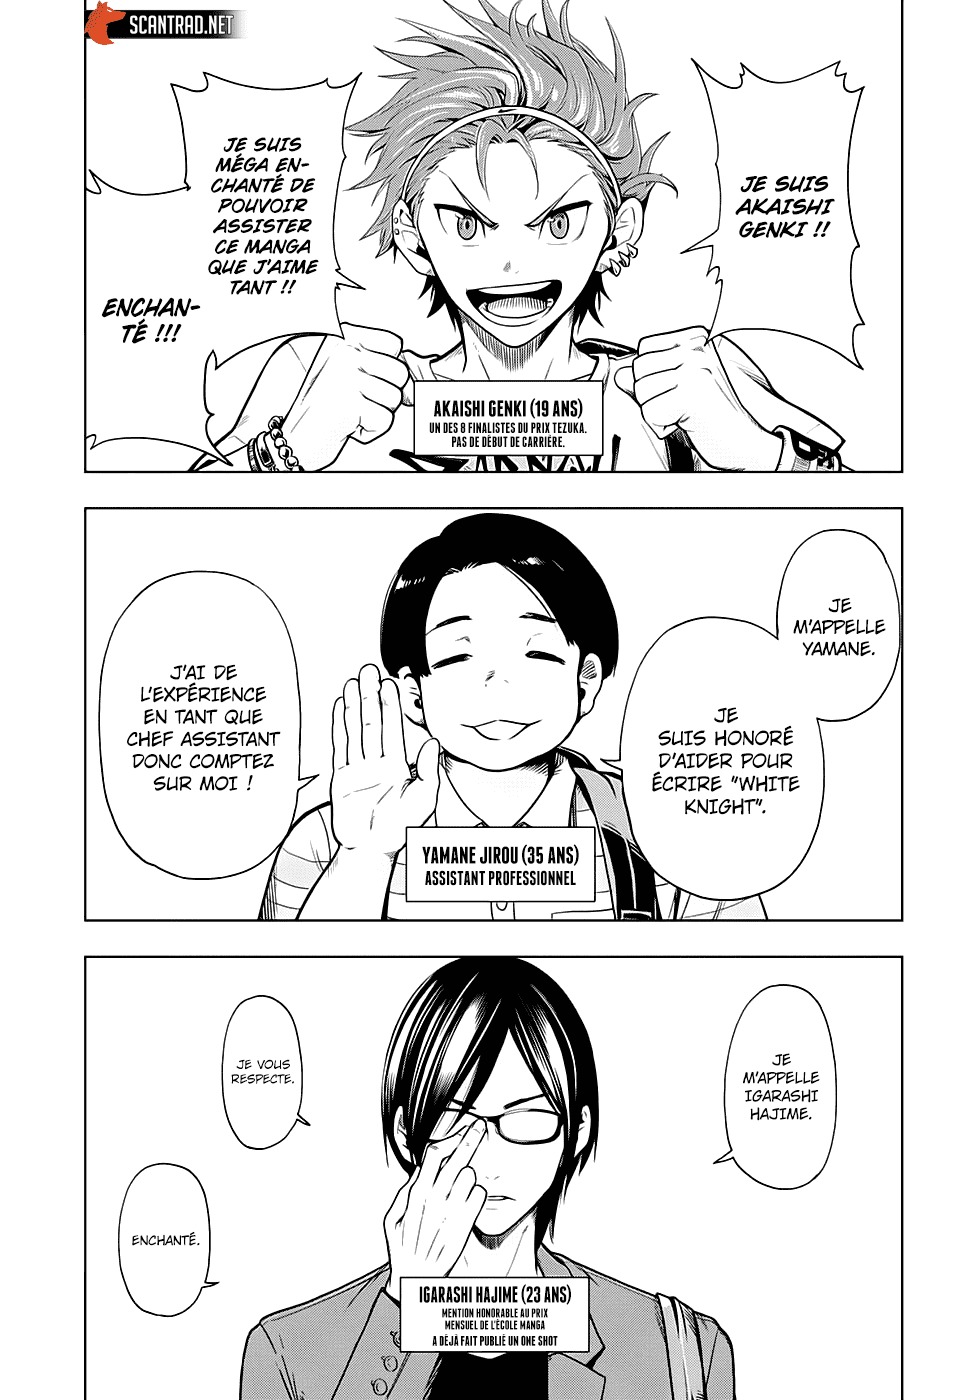 SCANTRAD.NET
JE SUIS
AKAISHI
GENKI !!
JE SUIS
MÉGA EN-
CHANTÉ DE
POUVOIR
ASSISTER
CE MANGA
QUE J'AIME
TANT !!
ENCHAN-
TÉ !!!
AKAISHI GENKI (19 ANS)
UN DES 8 FINALISTES DU PRIX TEZUKA.
PAS DE DÉBUT DE CARRIÈRE.
JE
M'APPELLE
YAMANE.
JE
SUIS HONORÉ
D'AIDER POUR
ÉCRIRE "WHITE
KNIGHT".
J'AI DE
L'EXPÉRIENCE
EN TANT QUE
CHEF ASSISTANT
DONC COMPTEZ
SUR MOI !
YAMANE JIROU (35 ANS)
ASSISTANT PROFESSIONNEL
JE
M'APPELLE
IGARASHI
HAJIME.
JE VOUS
RESPECTE.
ENCHANTÉ.
IGARASHI HAJIME (23 ANS)
MENTION HONORABLE AU PRIX
MENSUEL DE L'ÉCOLE MANGA
A DÉJÀ FAIT PUBLIÉ UN ONE SHOT